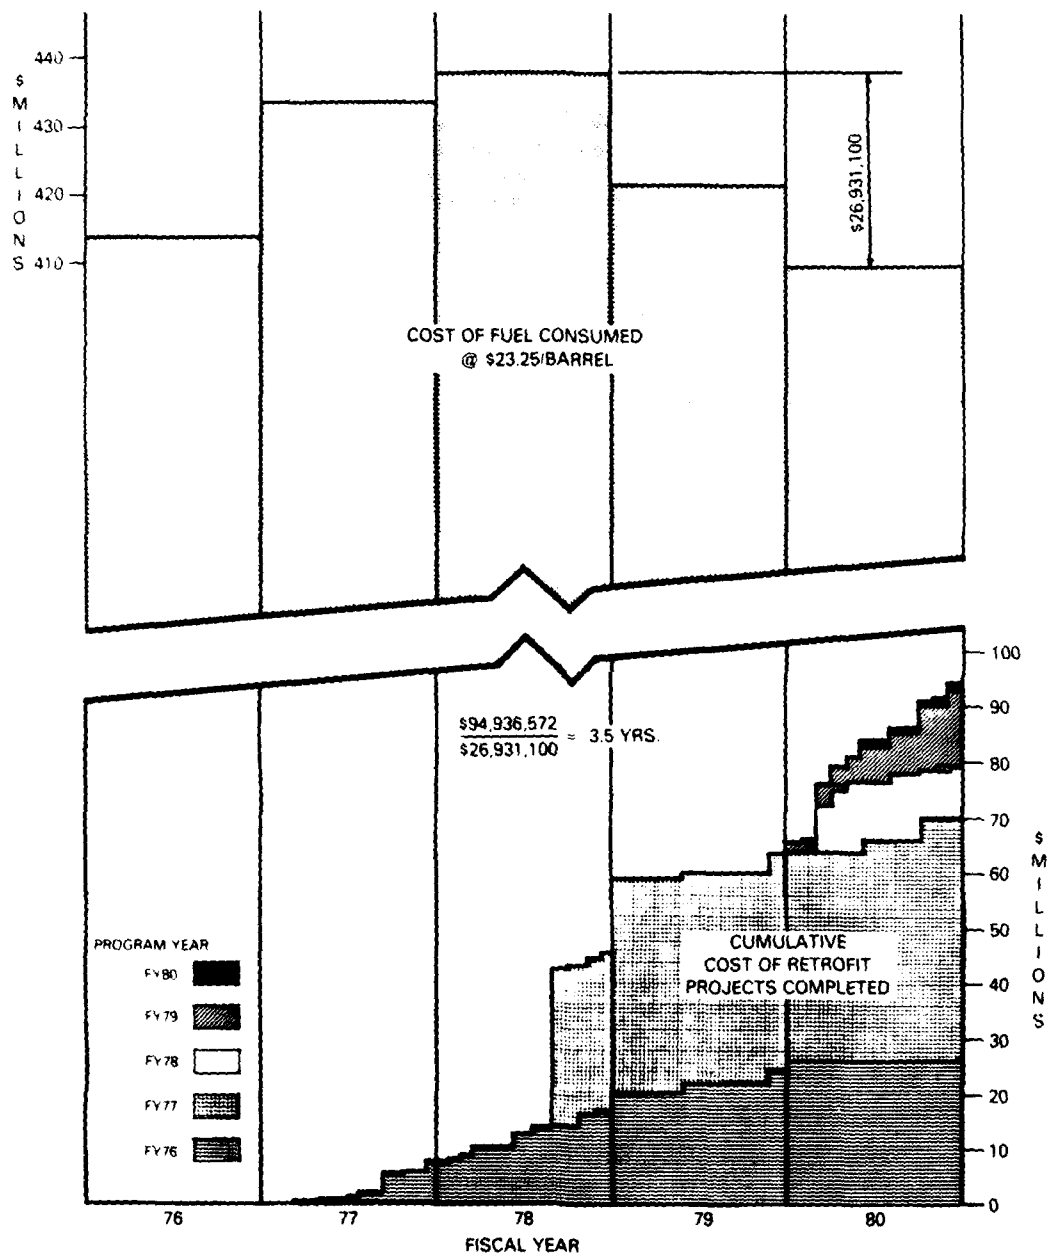 $ MILLIONS
440
430
420
410
$26,931,100
COST OF FUEL CONSUMED
@ $23.25/BARREL
$94,936,572
$26,931,100
= 3.5 YRS.
100
90
80
70
60
50
40
30
20
10
0
$ MILLIONS
CUMULATIVE
COST OF RETROFIT
PROJECTS COMPLETED
PROGRAM YEAR
FY80
FY79
FY78
FY77
FY76
76
77
78
79
80
FISCAL YEAR